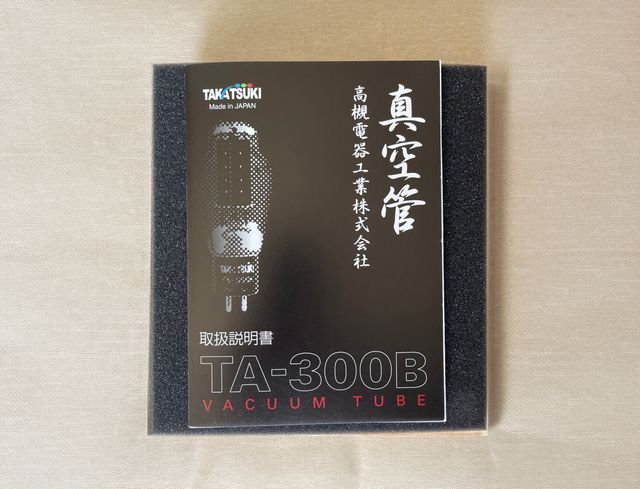 TAKATSUKI
Made in JAPAN
真空管
高槻電器工業株式会社
TAKATSUKI
取扱説明書
TA-300B
VACUUM TUBE